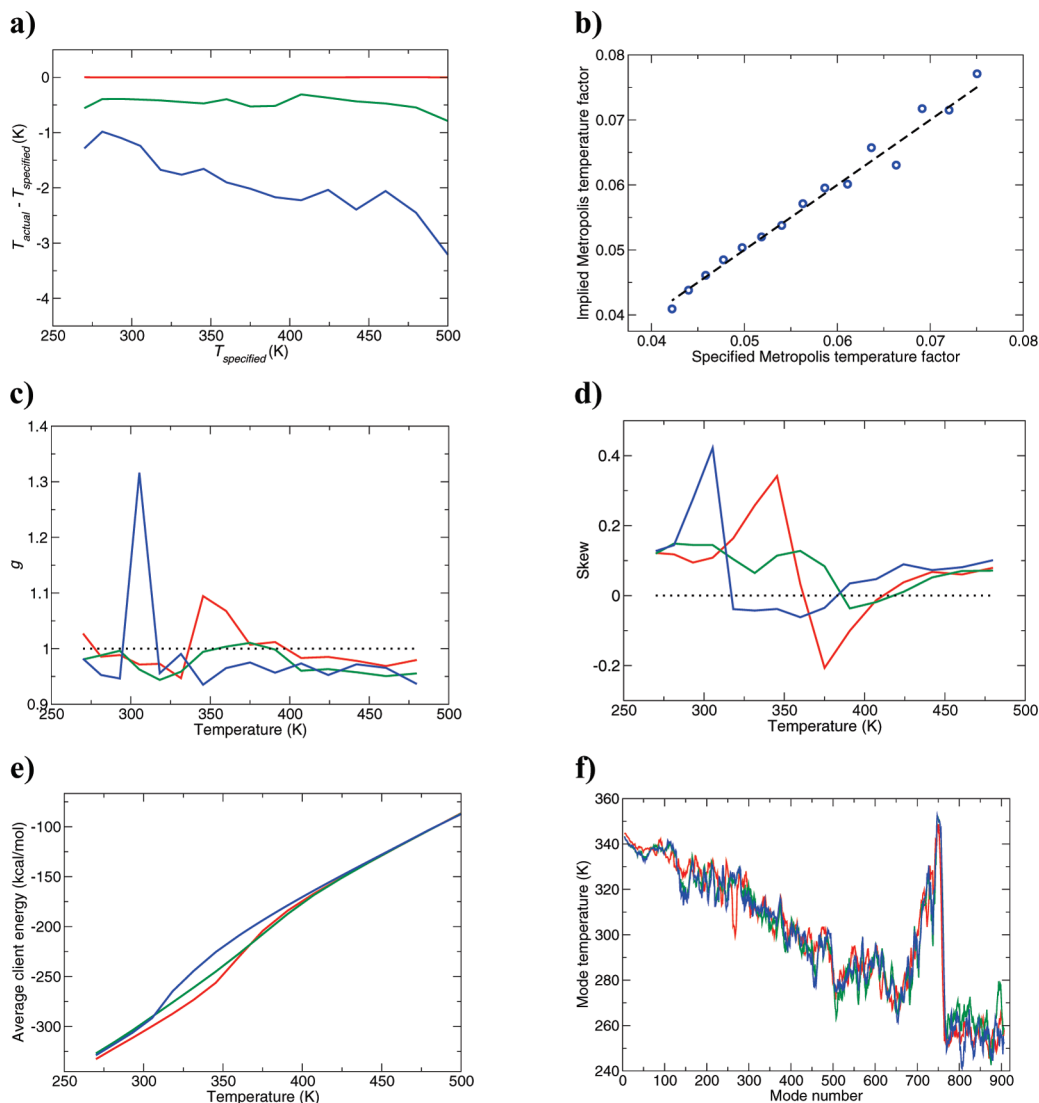 a)
0
-1
-2
-3
-4
T actual - T specified (K)
250 300 350 400 450 500
T specified (K)
b)
0.08
0.07
0.06
0.05
0.04
Implied Metropolis temperature factor
0.04 0.05 0.06 0.07 0.08
Specified Metropolis temperature factor
c)
1.4
1.3
1.2
1.1
1
0.9
g
250 300 350 400 450 500
Temperature (K)
d)
0.4
0.2
0
-0.2
Skew
250 300 350 400 450 500
Temperature (K)
e)
-100
-150
-200
-250
-300
Average client energy (kcal/mol)
250 300 350 400 450 500
Temperature (K)
f)
360
340
320
300
280
260
240
Mode temperature (K)
0 100 200 300 400 500 600 700 800 900
Mode number